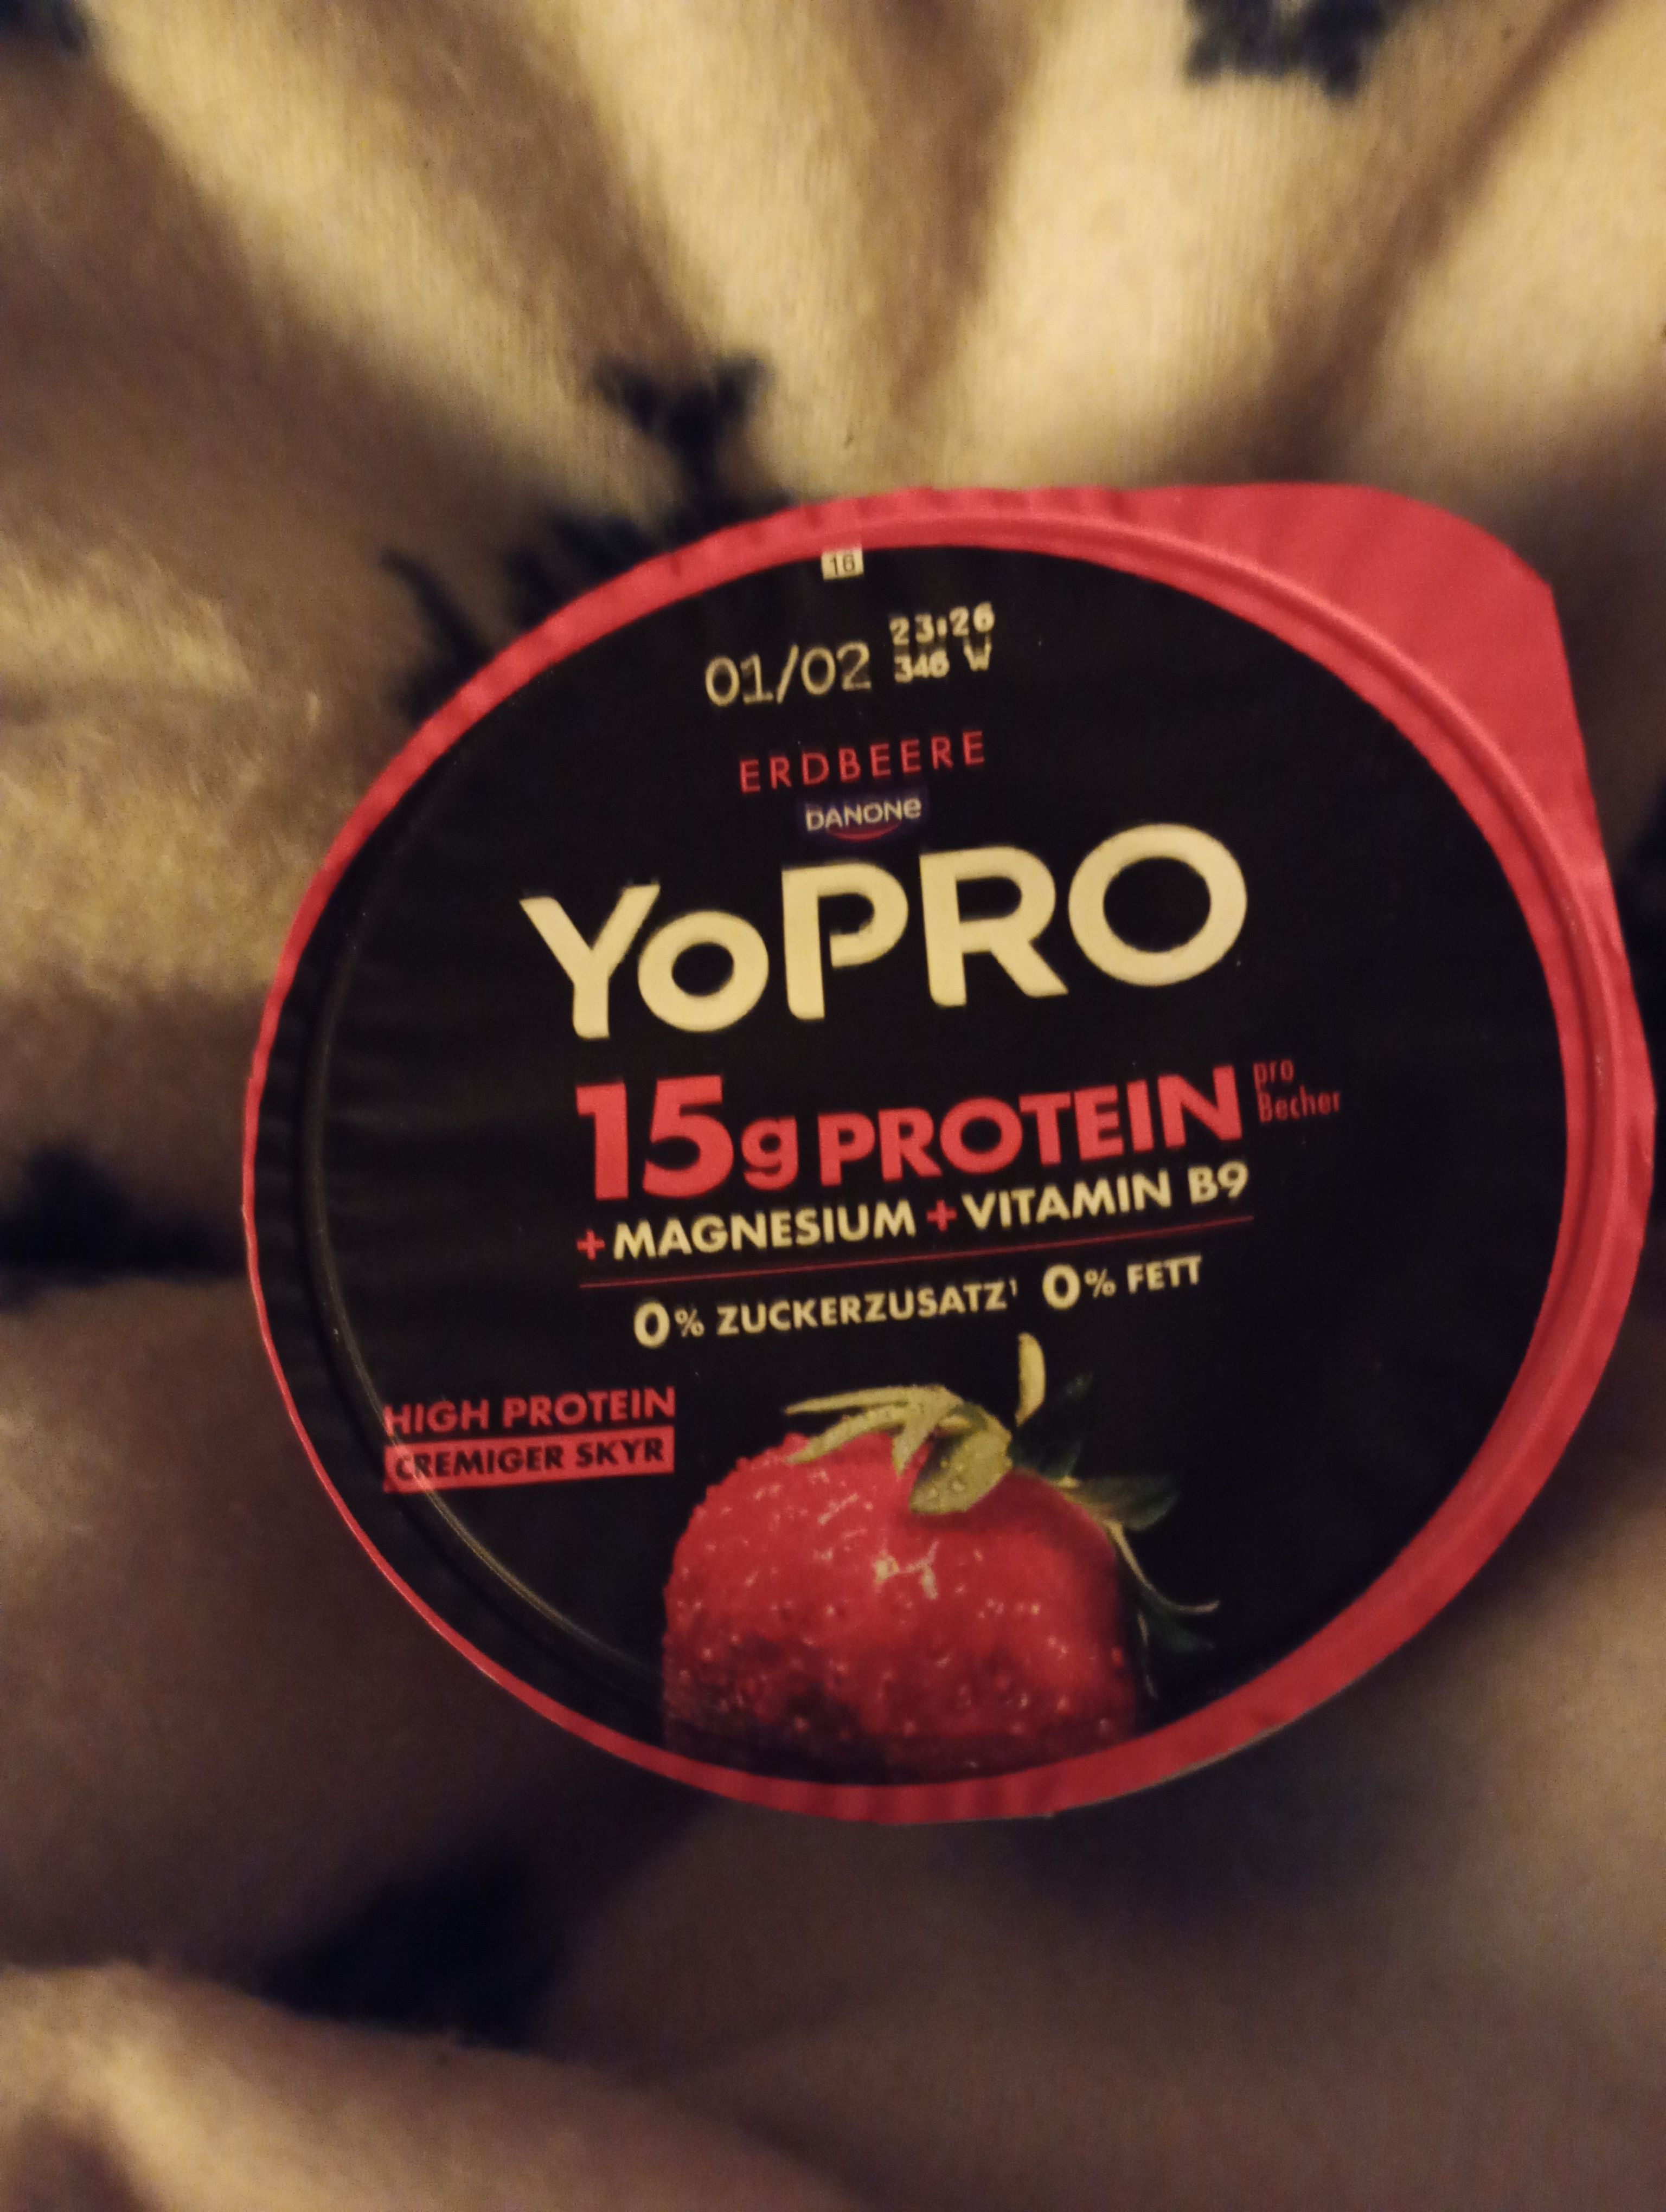 18
01/02 23:26
346 W
ERDBEERE
DANONE
YoPRO
15g PROTEIN pro
Becher
+MAGNESIUM +VITAMIN B9
0% ZUCKERZUSATZ¹ 0% FETT
HIGH PROTEIN
CREMIGER SKYR